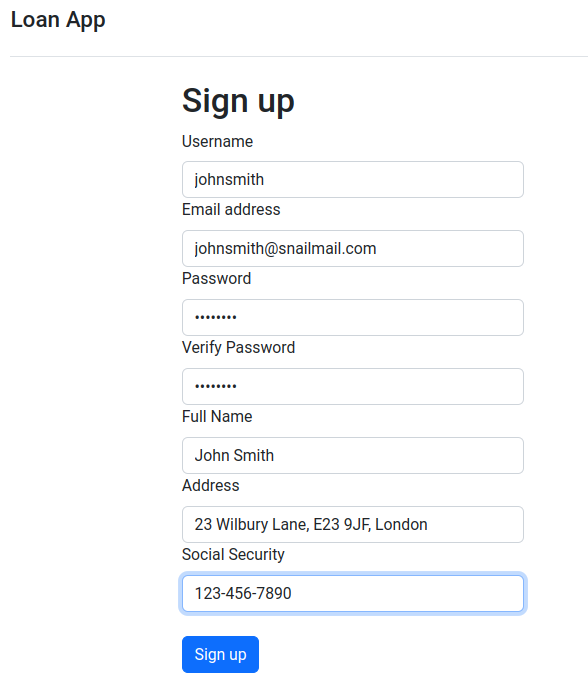 Loan App
Sign up
Username
johnsmith
Email address
johnsmith@snailmail.com
Password
••••••••
Verify Password
••••••••
Full Name
John Smith
Address
23 Wilbury Lane, E23 9JF, London
Social Security
123-456-7890
Sign up